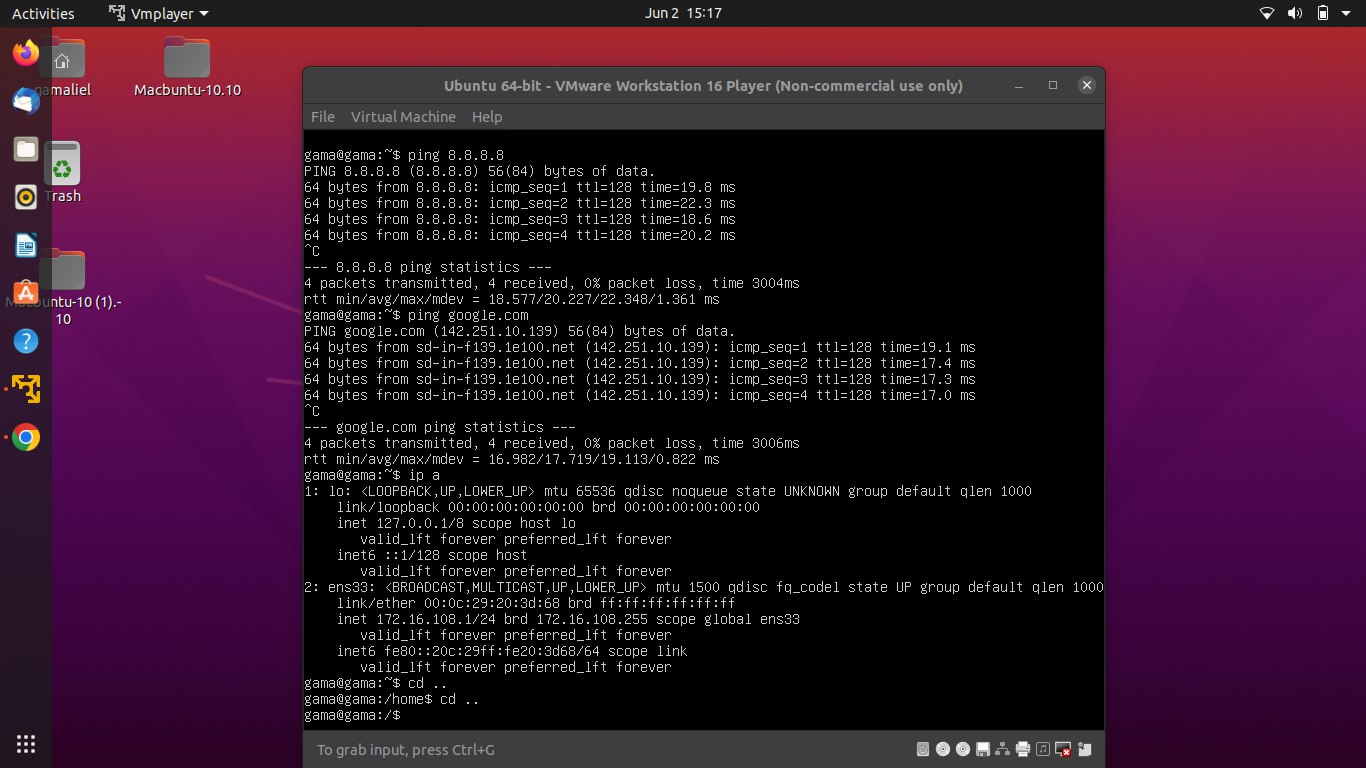 Activities
Vmplayer
Jun 2 15:17
gamaliel
Macbuntu-10.10
Trash
Macbuntu-10 (1).-
10
Ubuntu 64-bit - VMware Workstation 16 Player (Non-commercial use only)
File Virtual Machine Help
gama@gama:~$ ping 8.8.8.8
PING 8.8.8.8 (8.8.8.8) 56(84) bytes of data.
64 bytes from 8.8.8.8: icmp_seq=1 ttl=128 time=19.8 ms
64 bytes from 8.8.8.8: icmp_seq=2 ttl=128 time=22.3 ms
64 bytes from 8.8.8.8: icmp_seq=3 ttl=128 time=18.6 ms
64 bytes from 8.8.8.8: icmp_seq=4 ttl=128 time=20.2 ms
^C
--- 8.8.8.8 ping statistics ---
4 packets transmitted, 4 received, 0% packet loss, time 3004ms
rtt min/avg/max/mdev = 18.577/20.227/22.348/1.361 ms
gama@gama:~$ ping google.com
PING google.com (142.251.10.139) 56(84) bytes of data.
64 bytes from sd-in-f139.1e100.net (142.251.10.139): icmp_seq=1 ttl=128 time=19.1 ms
64 bytes from sd-in-f139.1e100.net (142.251.10.139): icmp_seq=2 ttl=128 time=17.4 ms
64 bytes from sd-in-f139.1e100.net (142.251.10.139): icmp_seq=3 ttl=128 time=17.3 ms
64 bytes from sd-in-f139.1e100.net (142.251.10.139): icmp_seq=4 ttl=128 time=17.0 ms
^C
--- google.com ping statistics ---
4 packets transmitted, 4 received, 0% packet loss, time 3006ms
rtt min/avg/max/mdev = 16.982/17.719/19.113/0.822 ms
gama@gama:~$ ip a
1: lo: <LOOPBACK,UP,LOWER_UP> mtu 65536 qdisc noqueue state UNKNOWN group default qlen 1000
    link/loopback 00:00:00:00:00:00 brd 00:00:00:00:00:00
    inet 127.0.0.1/8 scope host lo
       valid_lft forever preferred_lft forever
    inet6 ::1/128 scope host
       valid_lft forever preferred_lft forever
2: ens33: <BROADCAST,MULTICAST,UP,LOWER_UP> mtu 1500 qdisc fq_codel state UP group default qlen 1000
    link/ether 00:0c:29:20:3d:68 brd ff:ff:ff:ff:ff:ff
    inet 172.16.108.1/24 brd 172.16.108.255 scope global ens33
       valid_lft forever preferred_lft forever
    inet6 fe80::20c:29ff:fe20:3d68/64 scope link
       valid_lft forever preferred_lft forever
gama@gama:~$ cd ..
gama@gama:/home$ cd ..
gama@gama:/$
To grab input, press Ctrl+G